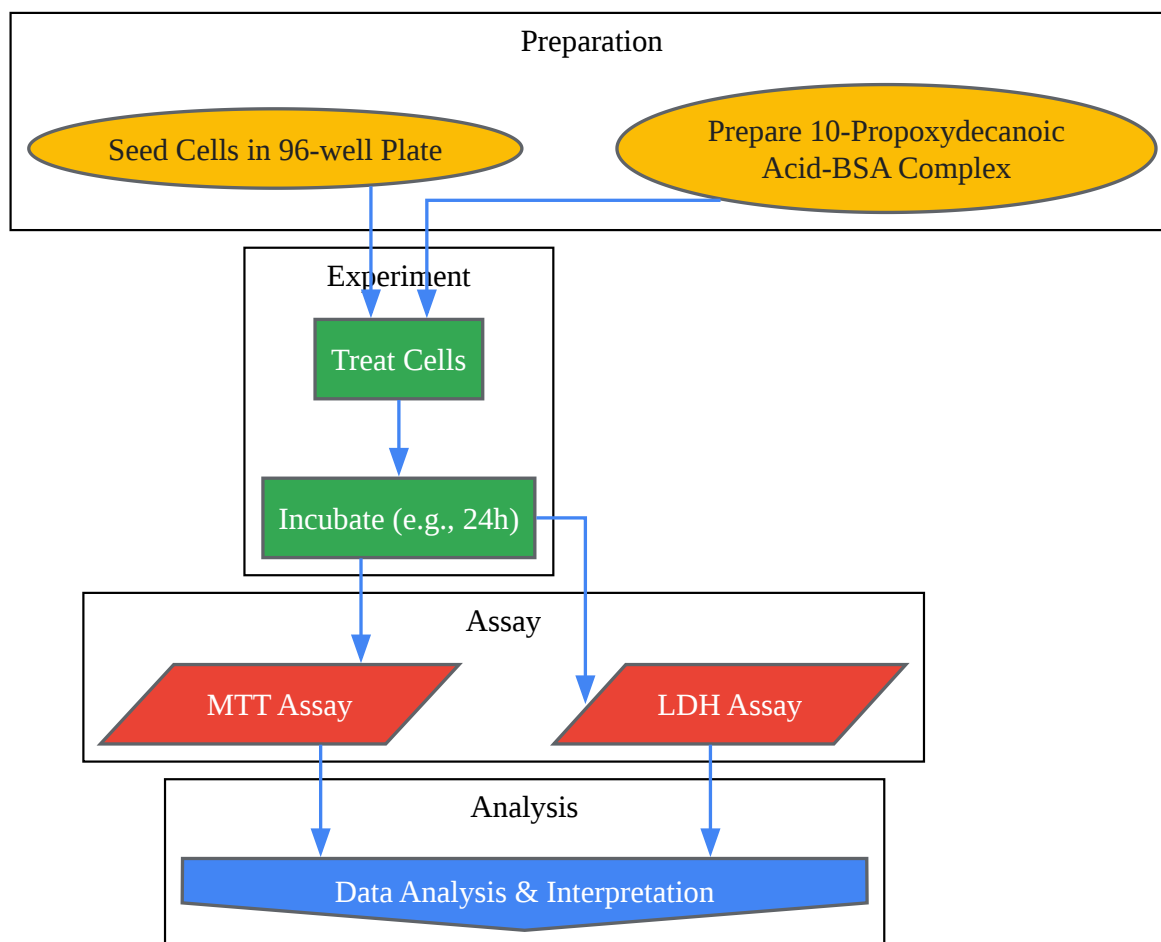 Preparation
Seed Cells in 96-well Plate
Prepare 10-Propoxydecanoic
Acid-BSA Complex
Experiment
Treat Cells
Incubate (e.g., 24h)
Assay
MTT Assay
LDH Assay
Analysis
Data Analysis & Interpretation